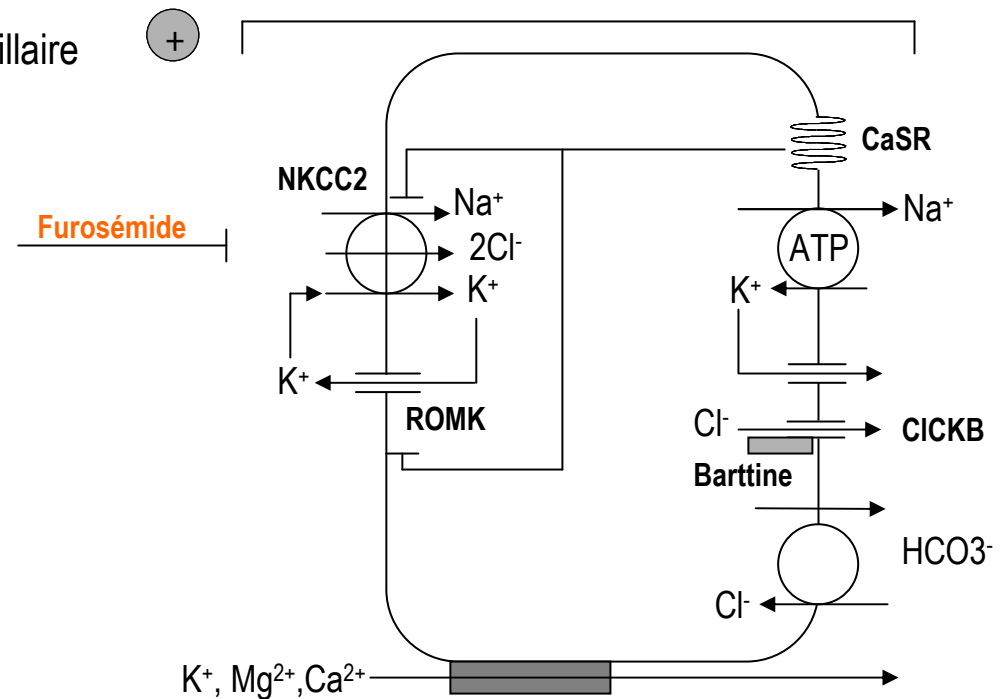 illaire
+
CaSR
NKCC2
Na⁺
Na⁺
Furosémide
2Cl⁻
ATP
K⁺
K⁺
K⁺
ROMK
Cl⁻
ClCKB
Barttine
HCO3⁻
Cl⁻
K⁺, Mg²⁺,Ca²⁺